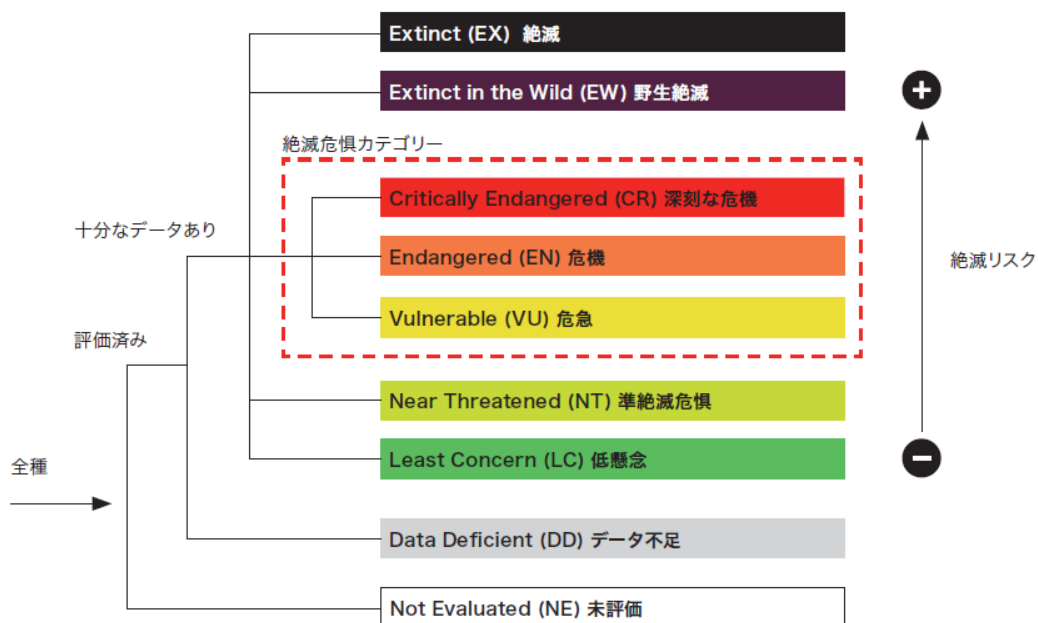 Extinct (EX) 絶滅
Extinct in the Wild (EW) 野生絶滅
絶滅危惧カテゴリー
Critically Endangered (CR) 深刻な危機
十分なデータあり
Endangered (EN) 危機
絶滅リスク
Vulnerable (VU) 危急
評価済み
Near Threatened (NT) 準絶滅危惧
Least Concern (LC) 低懸念
全種
Data Deficient (DD) データ不足
Not Evaluated (NE) 未評価